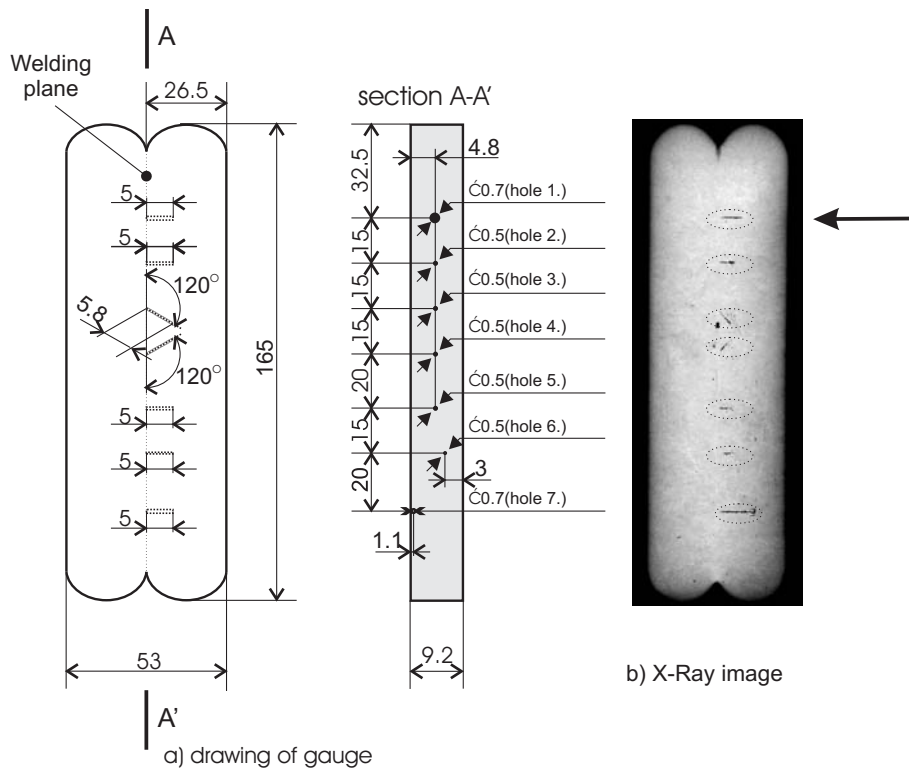 A
Welding
plane
26.5
5
5
120°
5.8
120°
165
5
5
5
53
A'
a) drawing of gauge
section A-A'
4.8
32.5
Ć0.7(hole 1.)
15
Ć0.5(hole 2.)
15
Ć0.5(hole 3.)
15
Ć0.5(hole 4.)
20
Ć0.5(hole 5.)
15
Ć0.5(hole 6.)
3
20
Ć0.7(hole 7.)
1.1
9.2
b) X-Ray image